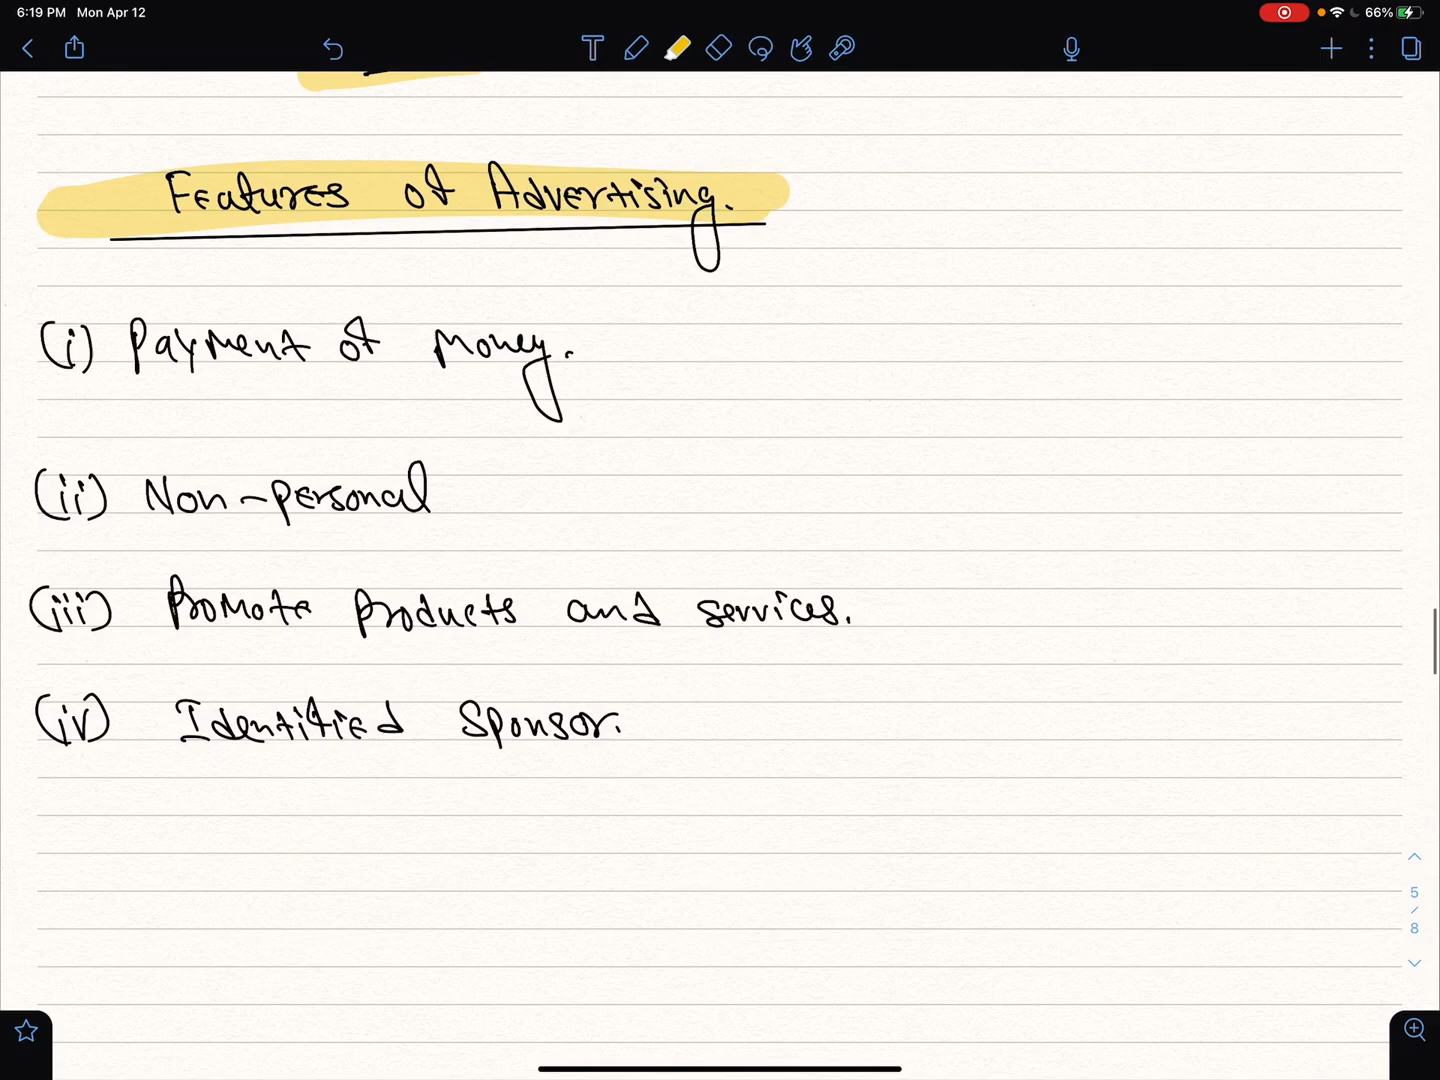 6:19 PM Mon Apr 12
66%
Features of Advertising.
(i) Payment of Money.
(ii) Non-personal
(iii) Promote products and services.
(iv) Identified Sponsor.
5
/
8